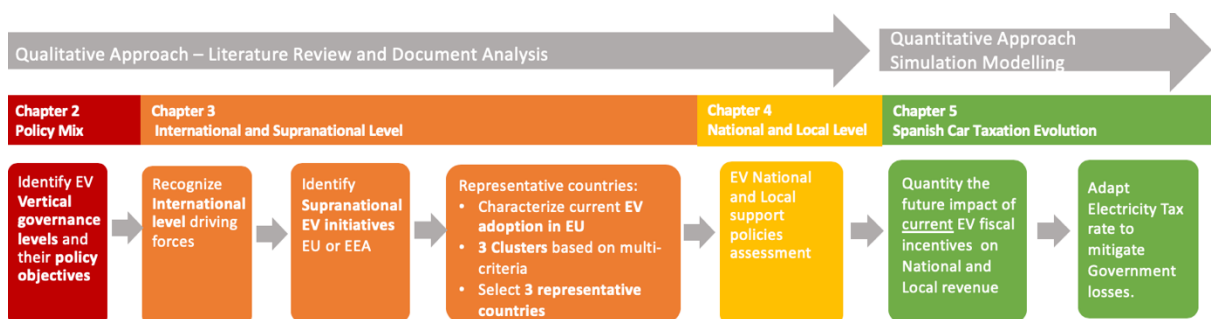 Qualitative Approach – Literature Review and Document Analysis
Quantitative Approach
Simulation Modelling
Chapter 2
Policy Mix
Chapter 3
International and Supranational Level
Chapter 4
National and Local Level
Chapter 5
Spanish Car Taxation Evolution
Identify EV
Vertical
governance
levels and
their policy
objectives
Recognize
International
level driving
forces
Identify
Supranational
EV initiatives
EU or EEA
Representative countries:
• Characterize current EV
adoption in EU
• 3 Clusters based on multi-
criteria
• Select 3 representative
countries
EV National
and Local
support
policies
assessment
Quantity the
future impact of
current EV fiscal
incentives on
National and
Local revenue
Adapt
Electricity Tax
rate to
mitigate
Government
losses.